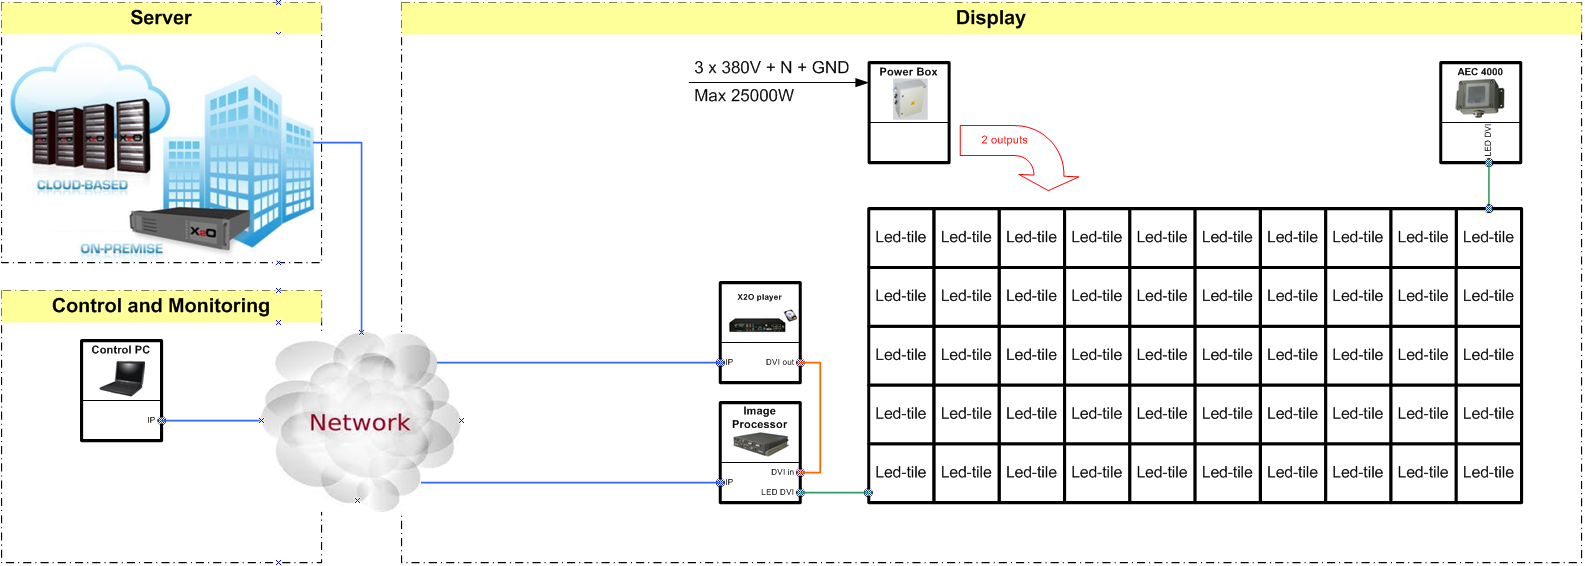 Server
X2O
X2O
X2O
X2O
CLOUD-BASED
X2O
ON-PREMISE
Control and Monitoring
Control PC
IP
Network
Display
3 x 380V + N + GND
Max 25000W
Power Box
2 outputs
AEC 4000
LED DVI
X2O player
IP
DVI out
Image
Processor
DVI in
IP
LED DVI
Led-tile Led-tile Led-tile Led-tile Led-tile Led-tile Led-tile Led-tile Led-tile Led-tile
Led-tile Led-tile Led-tile Led-tile Led-tile Led-tile Led-tile Led-tile Led-tile Led-tile
Led-tile Led-tile Led-tile Led-tile Led-tile Led-tile Led-tile Led-tile Led-tile Led-tile
Led-tile Led-tile Led-tile Led-tile Led-tile Led-tile Led-tile Led-tile Led-tile Led-tile
Led-tile Led-tile Led-tile Led-tile Led-tile Led-tile Led-tile Led-tile Led-tile Led-tile